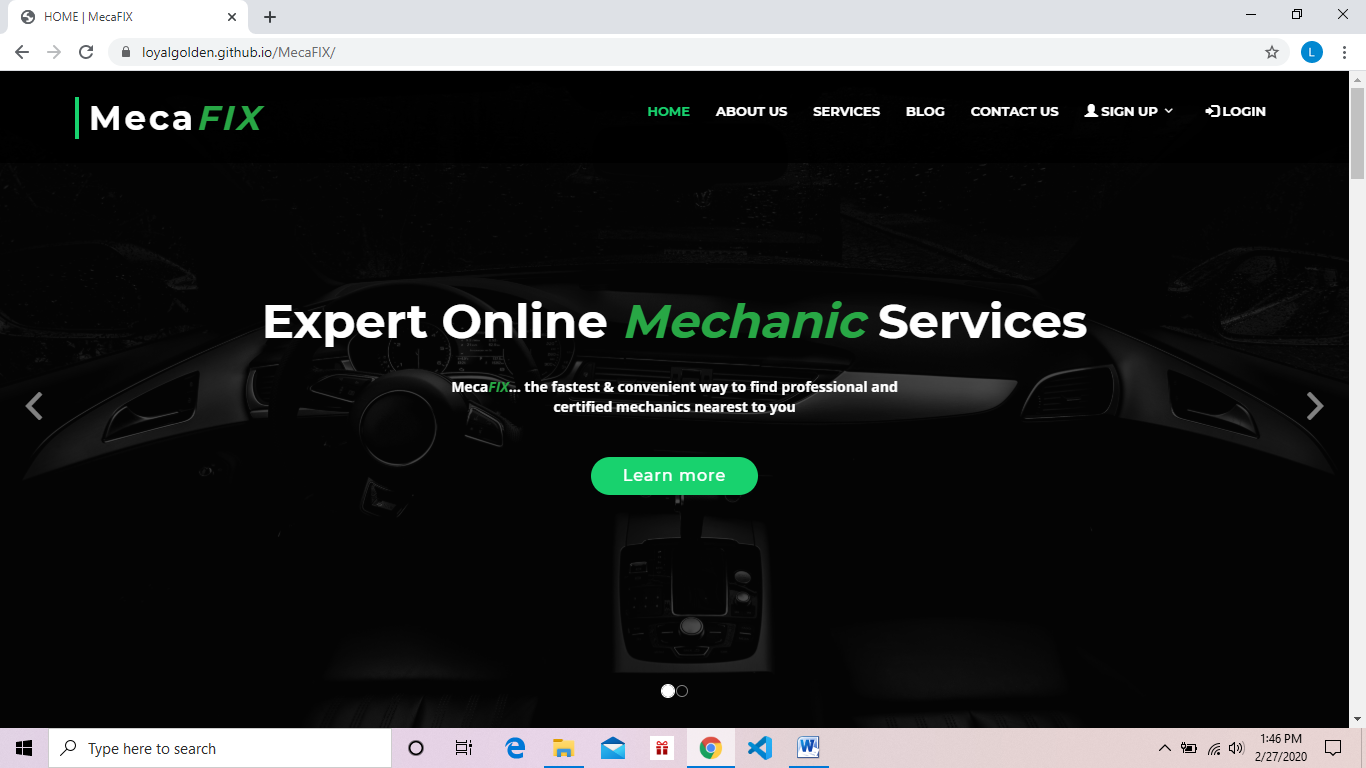 HOME | MecaFIX
loyalgolden.github.io/MecaFIX/
L
MecaFIX
HOME ABOUT US SERVICES BLOG CONTACT US SIGN UP LOGIN
Expert Online Mechanic Services
MecaFIX... the fastest & convenient way to find professional and
certified mechanics nearest to you
Learn more
Type here to search
1:46 PM
2/27/2020